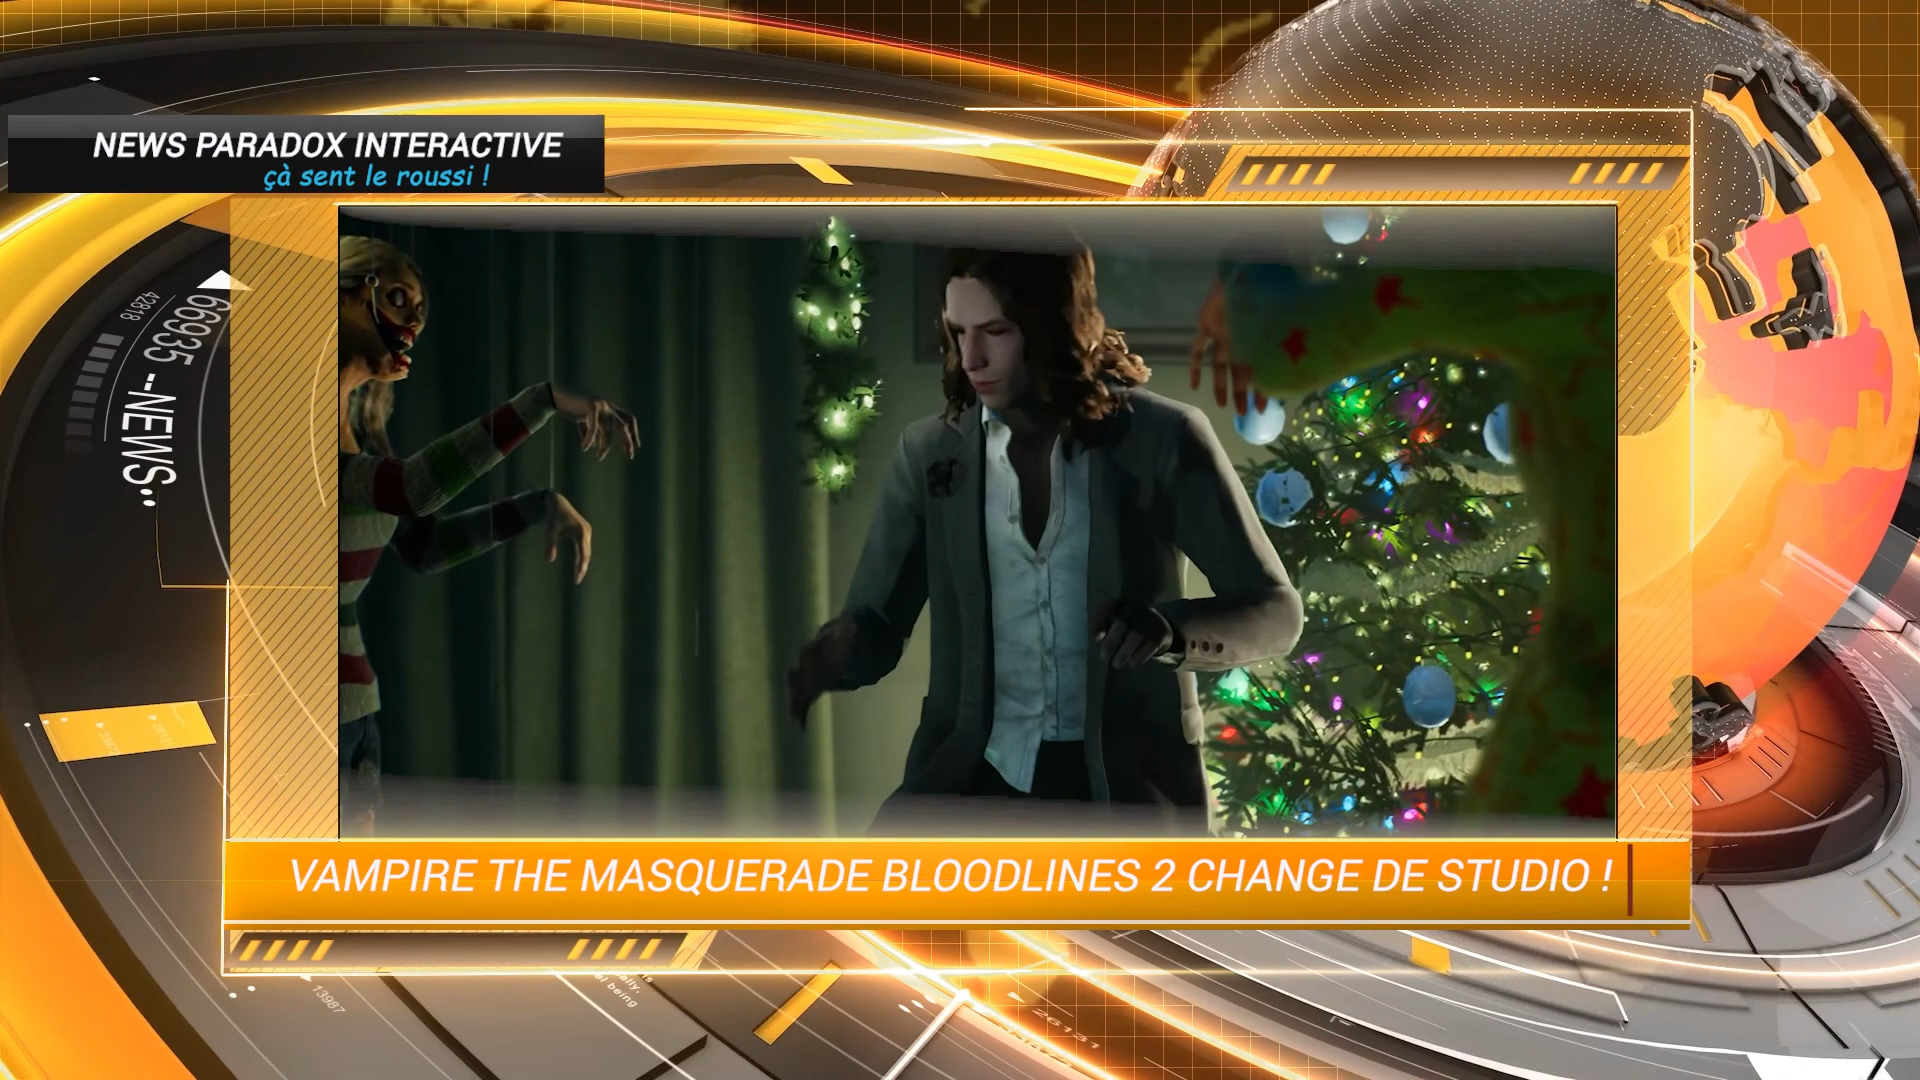 NEWS PARADOX INTERACTIVE
çà sent le roussi !
42818
66935 --NEWS"
VAMPIRE THE MASQUERADE BLOODLINES 2 CHANGE DE STUDIO !
13987
26131